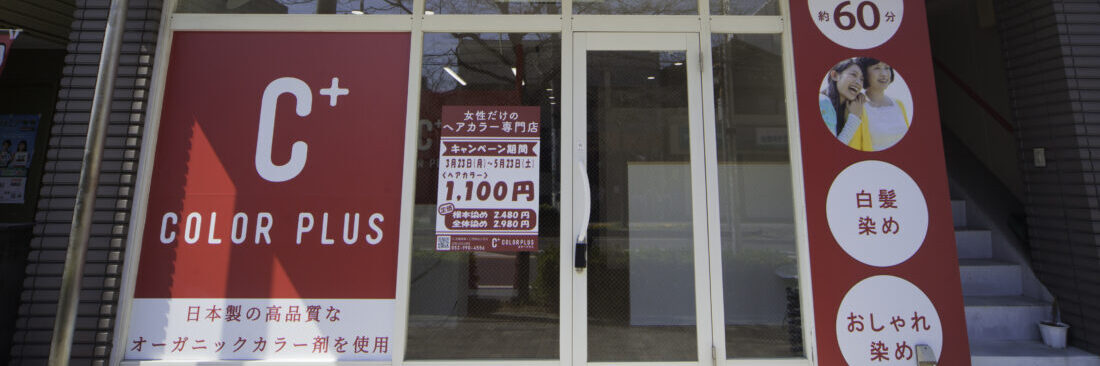 C+
COLOR PLUS
日本製の高品質な
オーガニックカラー剤を使用
女性だけの
ヘアカラー専門店
キャンペーン期間
3月23日(月)~5月23日(土)
〈ヘアカラー〉
1,100円
根本染め 2,480円
全体染め 2,980円
C+ COLOR PLUS
約60分
白髪
染め
おしゃれ
染め